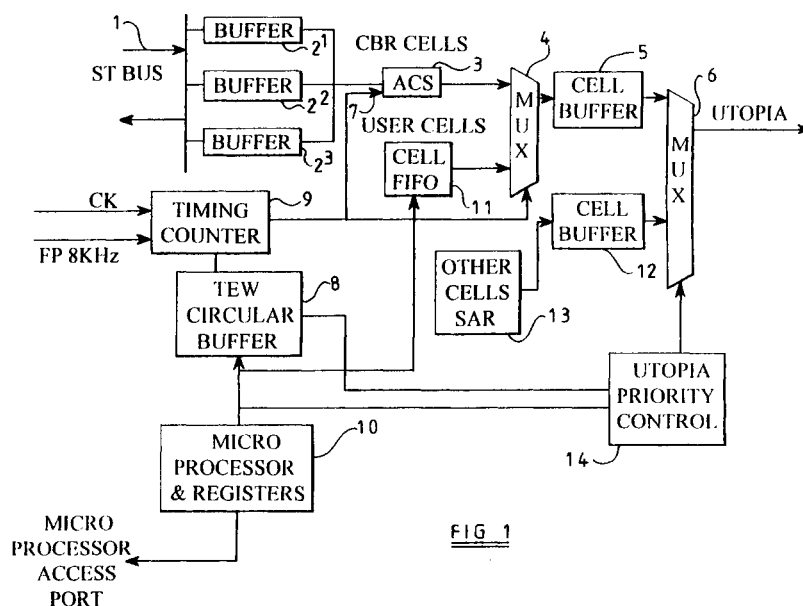 1
ST BUS
BUFFER
2¹
BUFFER
2²
BUFFER
2³
CBR CELLS
3
ACS
7
USER CELLS
CELL
FIFO
11
4
MUX
5
CELL
BUFFER
6
MUX
UTOPIA
CK
FP 8KHz
9
TIMING
COUNTER
8
TEW
CIRCULAR
BUFFER
CELL
BUFFER
12
OTHER
CELLS
SAR
13
UTOPIA
PRIORITY
CONTROL
14
10
MICRO
PROCESSOR
& REGISTERS
MICRO
PROCESSOR
ACCESS
PORT
FIG 1